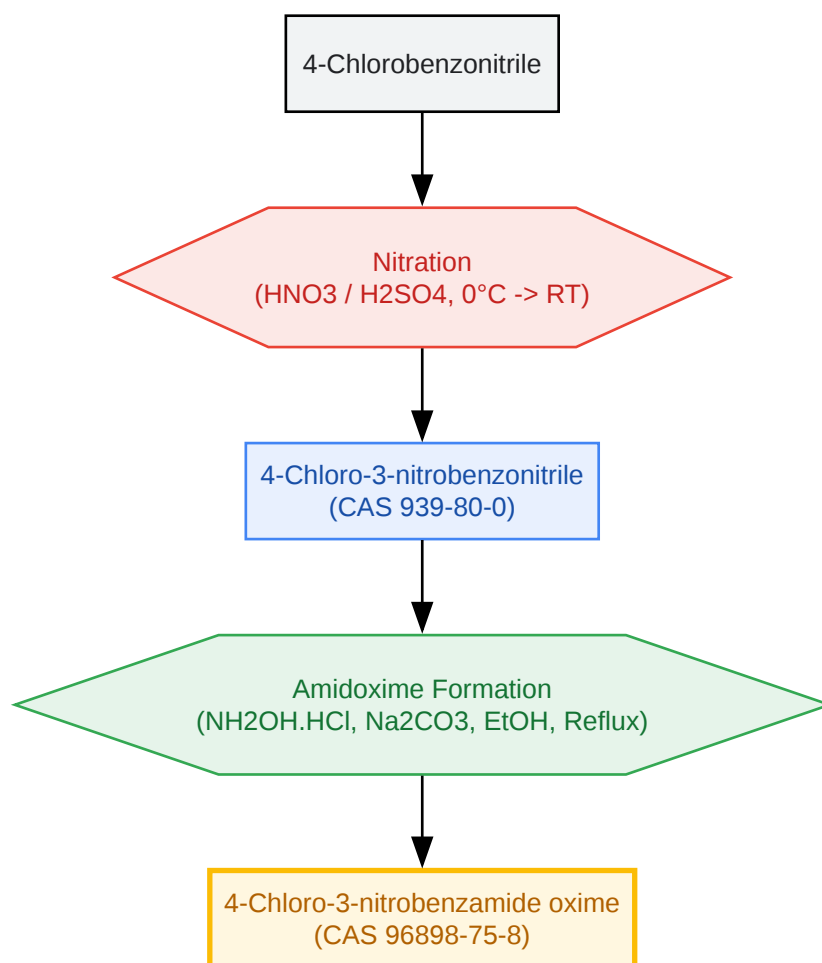 4-Chlorobenzonitrile
Nitration
(HNO3 / H2SO4, 0°C -> RT)
4-Chloro-3-nitrobenzonitrile
(CAS 939-80-0)
Amidoxime Formation
(NH2OH.HCl, Na2CO3, EtOH, Reflux)
4-Chloro-3-nitrobenzamide oxime
(CAS 96898-75-8)